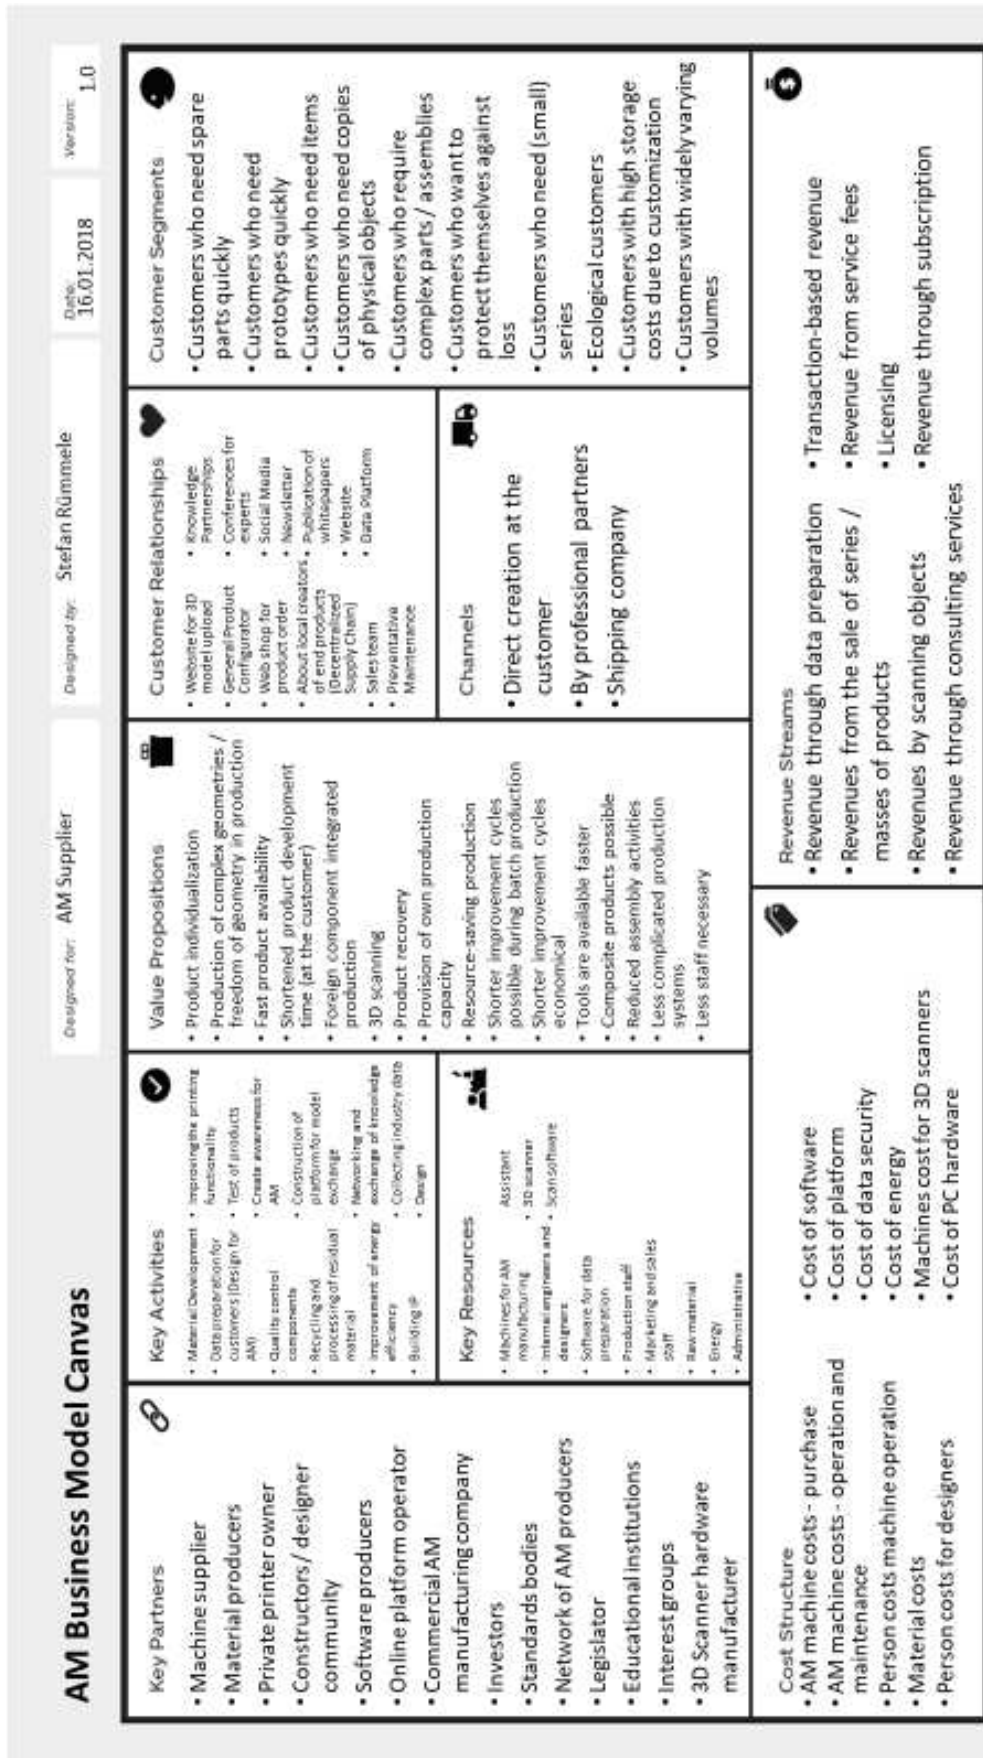 AM Business Model Canvas
Designed for:
AM Supplier
Designed by:
Stefan Rümmele
Date:
16.01.2018
Version:
1.0
Key Partners
• Machine supplier
• Material producers
• Private printer owner
• Constructors / designer
community
• Software producers
• Online platform operator
• Commercial AM
manufacturing company
• Investors
• Standards bodies
• Network of AM producers
• Legislator
• Educational institutions
• Interest groups
• 3D Scanner hardware
manufacturer
Key Activities
• Material Development
• Data preparation for
customers (Design for
AM)
• Quality control
components
• Recycling and
processing of residual
material
• Improvement of energy
efficiency
• Building IP
• Improving the printing
functionality
• Test of products
• Create awareness for
AM
• Construction of
platform for model
exchange
• Networking and
exchange of knowledge
• Collecting industry data
• Design
Key Resources
• Machines for AM
manufacturing
• Internal engineers and
designers
• Software for data
preparation
• Production staff
• Marketing and sales
staff
• Raw material
• Energy
• Administrative
Assistant
• 3D scanner
• Scan software
Value Propositions
• Product individualization
• Production of complex geometries /
freedom of geometry in production
• Fast product availability
• Shortened product development
time (at the customer)
• Foreign component integrated
production
• 3D scanning
• Product recovery
• Provision of own production
capacity
• Resource-saving production
• Shorter improvement cycles
possible during batch production
• Shorter improvement cycles
economical
• Tools are available faster
• Composite products possible
• Reduced assembly activities
• Less complicated production
systems
• Less staff necessary
Customer Relationships
• Website for 3D
model upload
• General Product
Configurator
• Web shop for
product order
• About local creators
of end products
(Decentralized
Supply Chain)
• Sales team
• Preventative
Maintenance
• Knowledge
Partnerships
• Conferences for
experts
• Social Media
• Newsletter
• Publication of
whitepapers
• Website
• Data Platform
Channels
• Direct creation at the
customer
• By professional partners
• Shipping company
Customer Segments
• Customers who need spare
parts quickly
• Customers who need
prototypes quickly
• Customers who need items
• Customers who need copies
of physical objects
• Customers who require
complex parts / assemblies
• Customers who want to
protect themselves against
loss
• Customers who need (small)
series
• Ecological customers
• Customers with high storage
costs due to customization
• Customers with widely varying
volumes
Cost Structure
• AM machine costs - purchase
• AM machine costs - operation and
maintenance
• Person costs machine operation
• Material costs
• Person costs for designers
• Cost of software
• Cost of platform
• Cost of data security
• Cost of energy
• Machines cost for 3D scanners
• Cost of PC hardware
Revenue Streams
• Revenue through data preparation
• Revenues from the sale of series /
masses of products
• Revenues by scanning objects
• Revenue through consulting services
• Transaction-based revenue
• Revenue from service fees
• Licensing
• Revenue through subscription